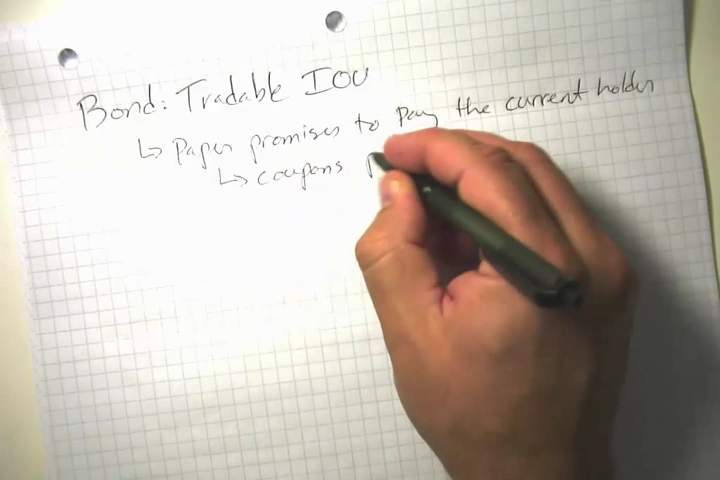 Bond: Tradable IOU
↳ Paper promises to pay the current holder
↳ coupons